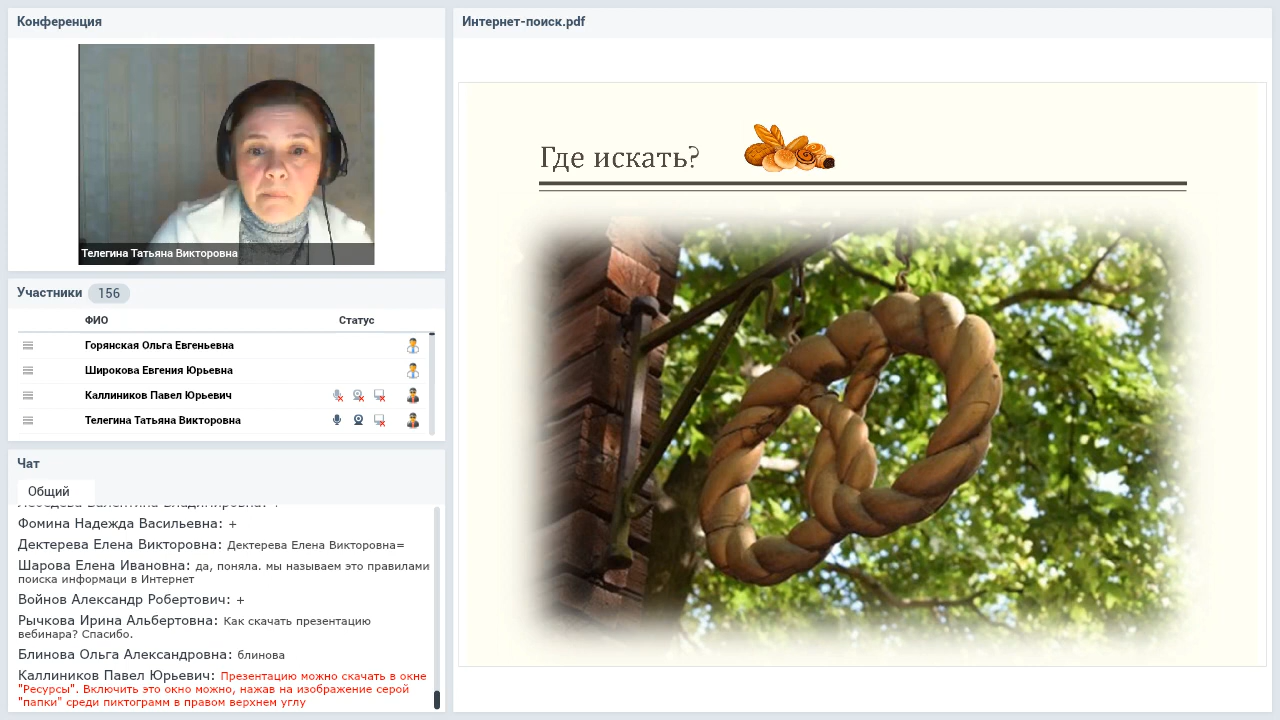 Конференция
Телегина Татьяна Викторовна
Участники 156
ФИО Статус
Горянская Ольга Евгеньевна
Широкова Евгения Юрьевна
Каллиников Павел Юрьевич
Телегина Татьяна Викторовна
Чат
Общий
Фомина Надежда Васильевна: +
Дектерева Елена Викторовна: Дектерева Елена Викторовна=
Шарова Елена Ивановна: да, поняла. мы называем это правилами
поиска информаци в Интернет
Войнов Александр Робертович: +
Рычкова Ирина Альбертовна: Как скачать презентацию
вебинара? Спасибо.
Блинова Ольга Александровна: блинова
Каллиников Павел Юрьевич: Презентацию можно скачать в окне
"Ресурсы". Включить это окно можно, нажав на изображение серой
"папки" среди пиктограмм в правом верхнем углу
Интернет-поиск.pdf
Где искать?